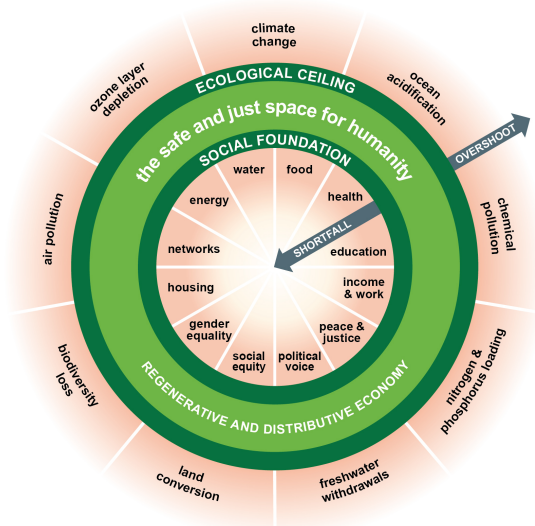 climate
change
ocean
acidification
chemical
pollution
nitrogen &
phosphorus loading
freshwater
withdrawals
land
conversion
biodiversity
loss
air pollution
ozone layer
depletion
ECOLOGICAL CEILING
the safe and just space for humanity
SOCIAL FOUNDATION
OVERSHOOT
SHORTFALL
water
food
health
education
income
& work
peace &
justice
political
voice
social
equity
gender
equality
housing
networks
energy
REGENERATIVE AND DISTRIBUTIVE ECONOMY